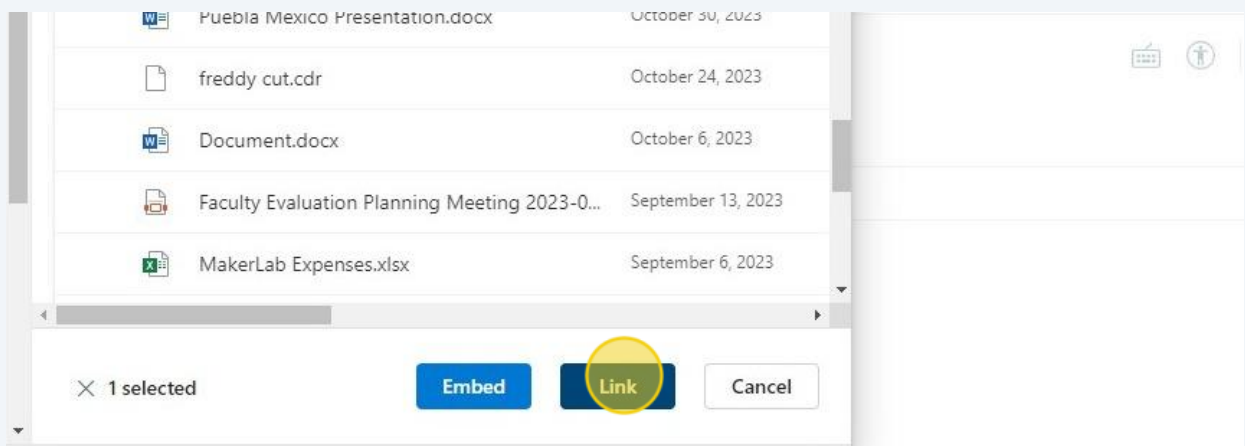 Puebla Mexico Presentation.docx October 30, 2023
freddy cut.cdr October 24, 2023
Document.docx October 6, 2023
Faculty Evaluation Planning Meeting 2023-0... September 13, 2023
MakerLab Expenses.xlsx September 6, 2023
1 selected Embed Link Cancel